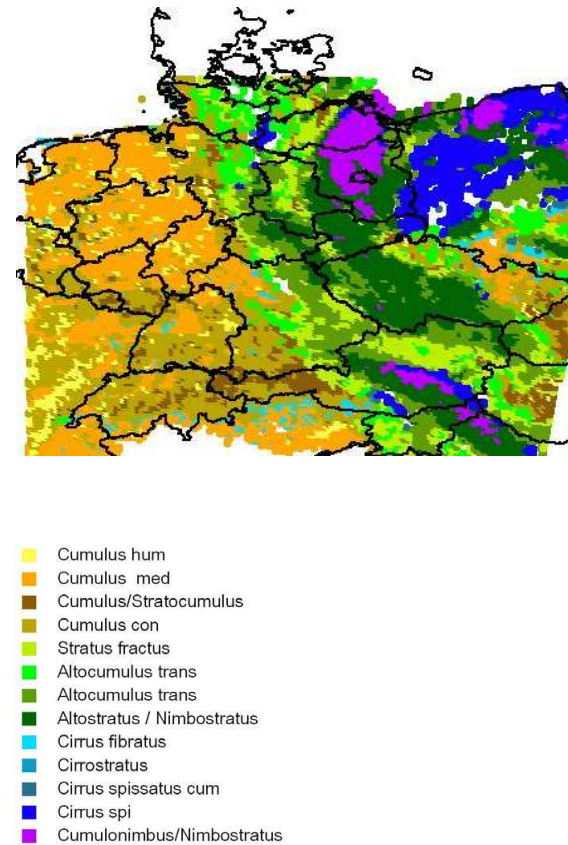 Cumulus hum
Cumulus med
Cumulus/Stratocumulus
Cumulus con
Stratus fractus
Altocumulus trans
Altocumulus trans
Altostratus / Nimbostratus
Cirrus fibratus
Cirrostratus
Cirrus spissatus cum
Cirrus spi
Cumulonimbus/Nimbostratus